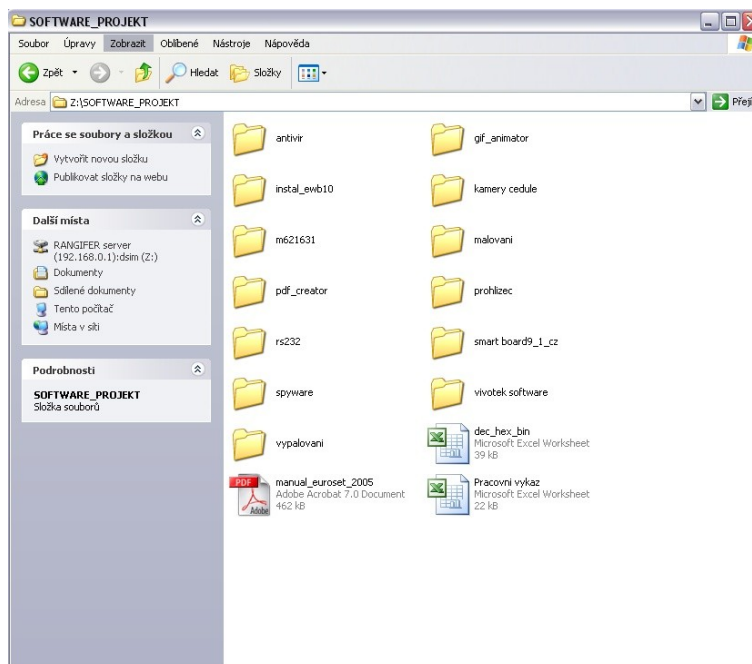 SOFTWARE_PROJEKT
Soubor Úpravy Zobrazit Oblíbené Nástroje Nápověda
Zpět Hledat Složky
Adresa Z:\SOFTWARE_PROJEKT Přejí
Práce se soubory a složkou
Vytvořit novou složku
Publikovat složky na webu
Další místa
RANGIFER server
(192.168.0.1):dsim (Z:)
Dokumenty
Sdílené dokumenty
Tento počítač
Místa v síti
Podrobnosti
SOFTWARE_PROJEKT
Složka souborů
antivir
gif_animator
instal_ewb10
kamery cedule
m621631
malovani
pdf_creator
prohlizec
rs232
smart board9_1_cz
spyware
vivotek software
vypalovani
dec_hex_bin
Microsoft Excel Worksheet
39 kB
PDF
Adobe
manual_euroset_2005
Adobe Acrobat 7.0 Document
462 kB
Pracovni vykaz
Microsoft Excel Worksheet
22 kB